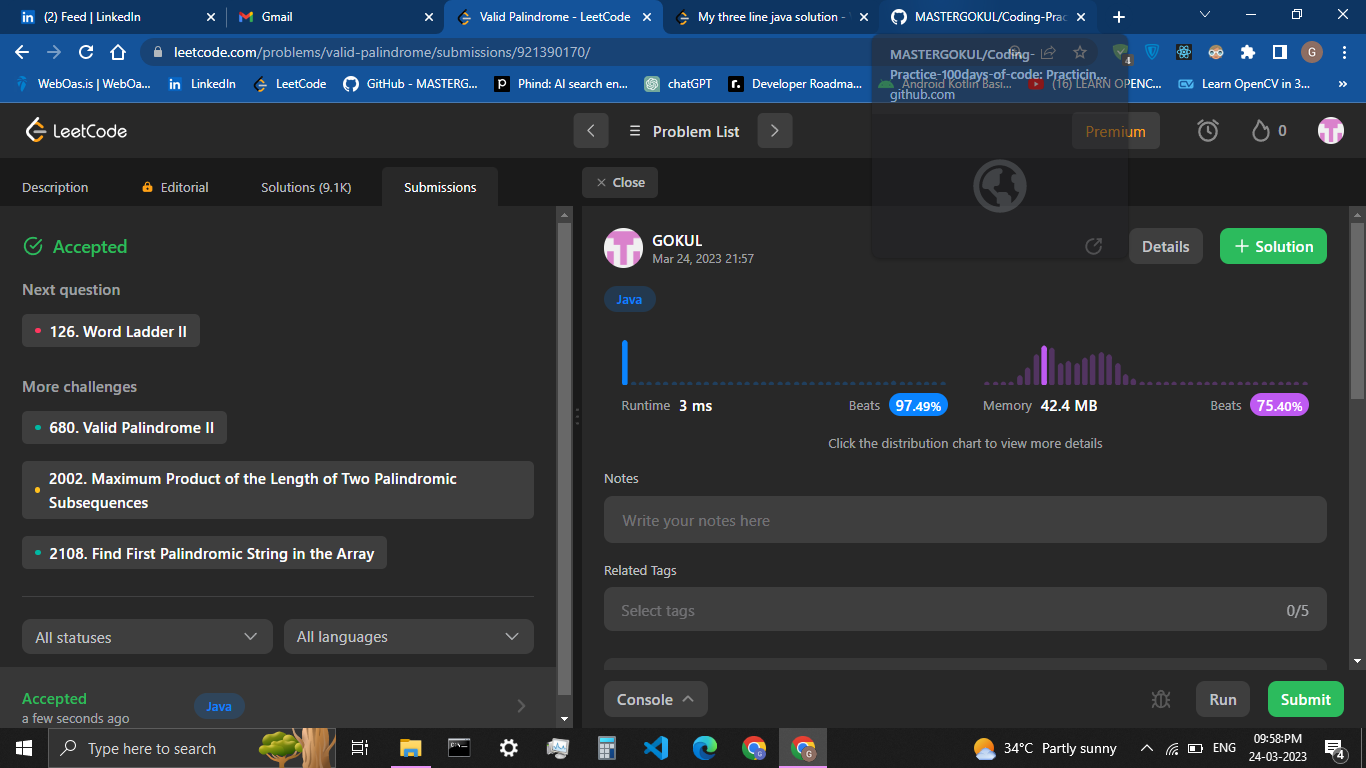 (2) Feed | LinkedIn
Gmail
Valid Palindrome - LeetCode
My three line java solution -
MASTERGOKUL/Coding-Prac
leetcode.com/problems/valid-palindrome/submissions/921390170/
MASTERGOKUL/Coding-
Practice-100days-of-code: Practicin...
github.com
4
G
WebOas.is | WebOa...
LinkedIn
LeetCode
GitHub - MASTERG...
Phind: AI search en...
chatGPT
Developer Roadma...
Android Kotlin Basi...
(16) LEARN OPENC...
Learn OpenCV in 3...
»
LeetCode
Problem List
Premium
0
Description
Editorial
Solutions (9.1K)
Submissions
Close
Accepted
Next question
126. Word Ladder II
More challenges
680. Valid Palindrome II
2002. Maximum Product of the Length of Two Palindromic
Subsequences
2108. Find First Palindromic String in the Array
All statuses
All languages
Accepted
a few seconds ago
Java
GOKUL
Mar 24, 2023 21:57
Details
+ Solution
Java
Runtime 3 ms
Beats 97.49%
Memory 42.4 MB
Beats 75.40%
Click the distribution chart to view more details
Notes
Write your notes here
Related Tags
Select tags
0/5
Console
Run
Submit
Type here to search
34°C Partly sunny
ENG
09:58:PM
24-03-2023
4